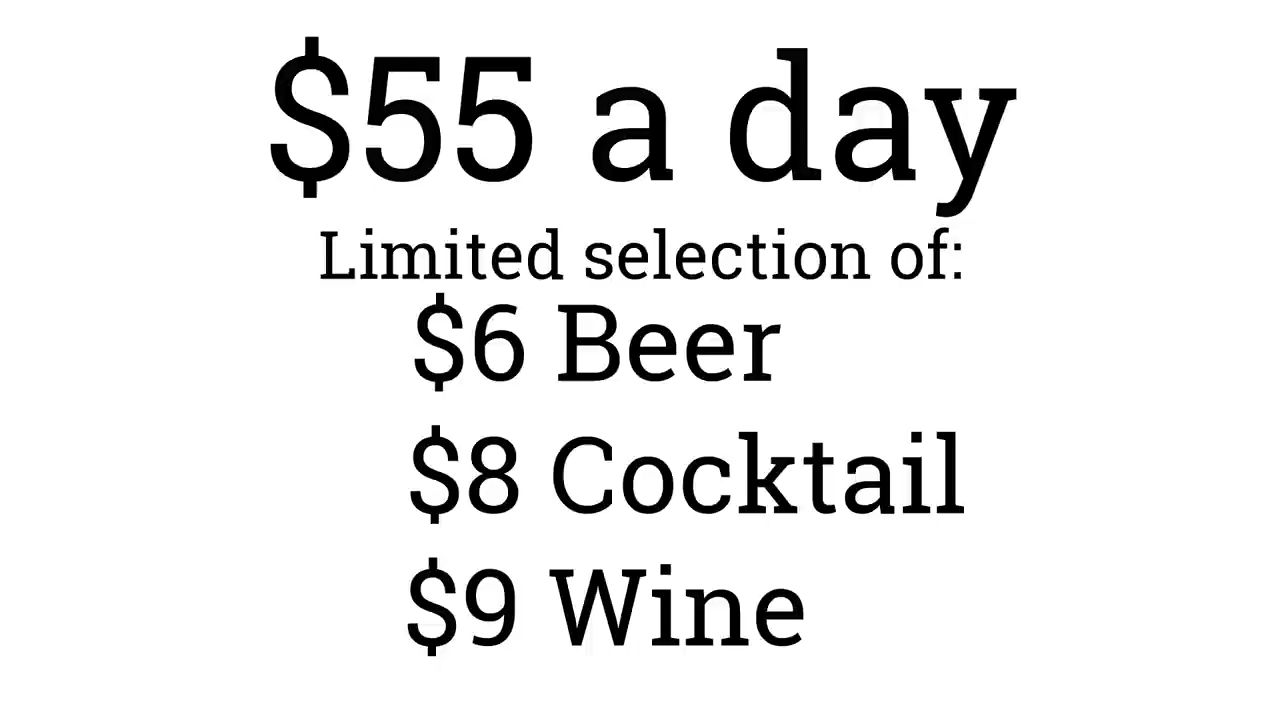 $55 a day
Limited selection of:
$6 Beer
$8 Cocktail
$9 Wine